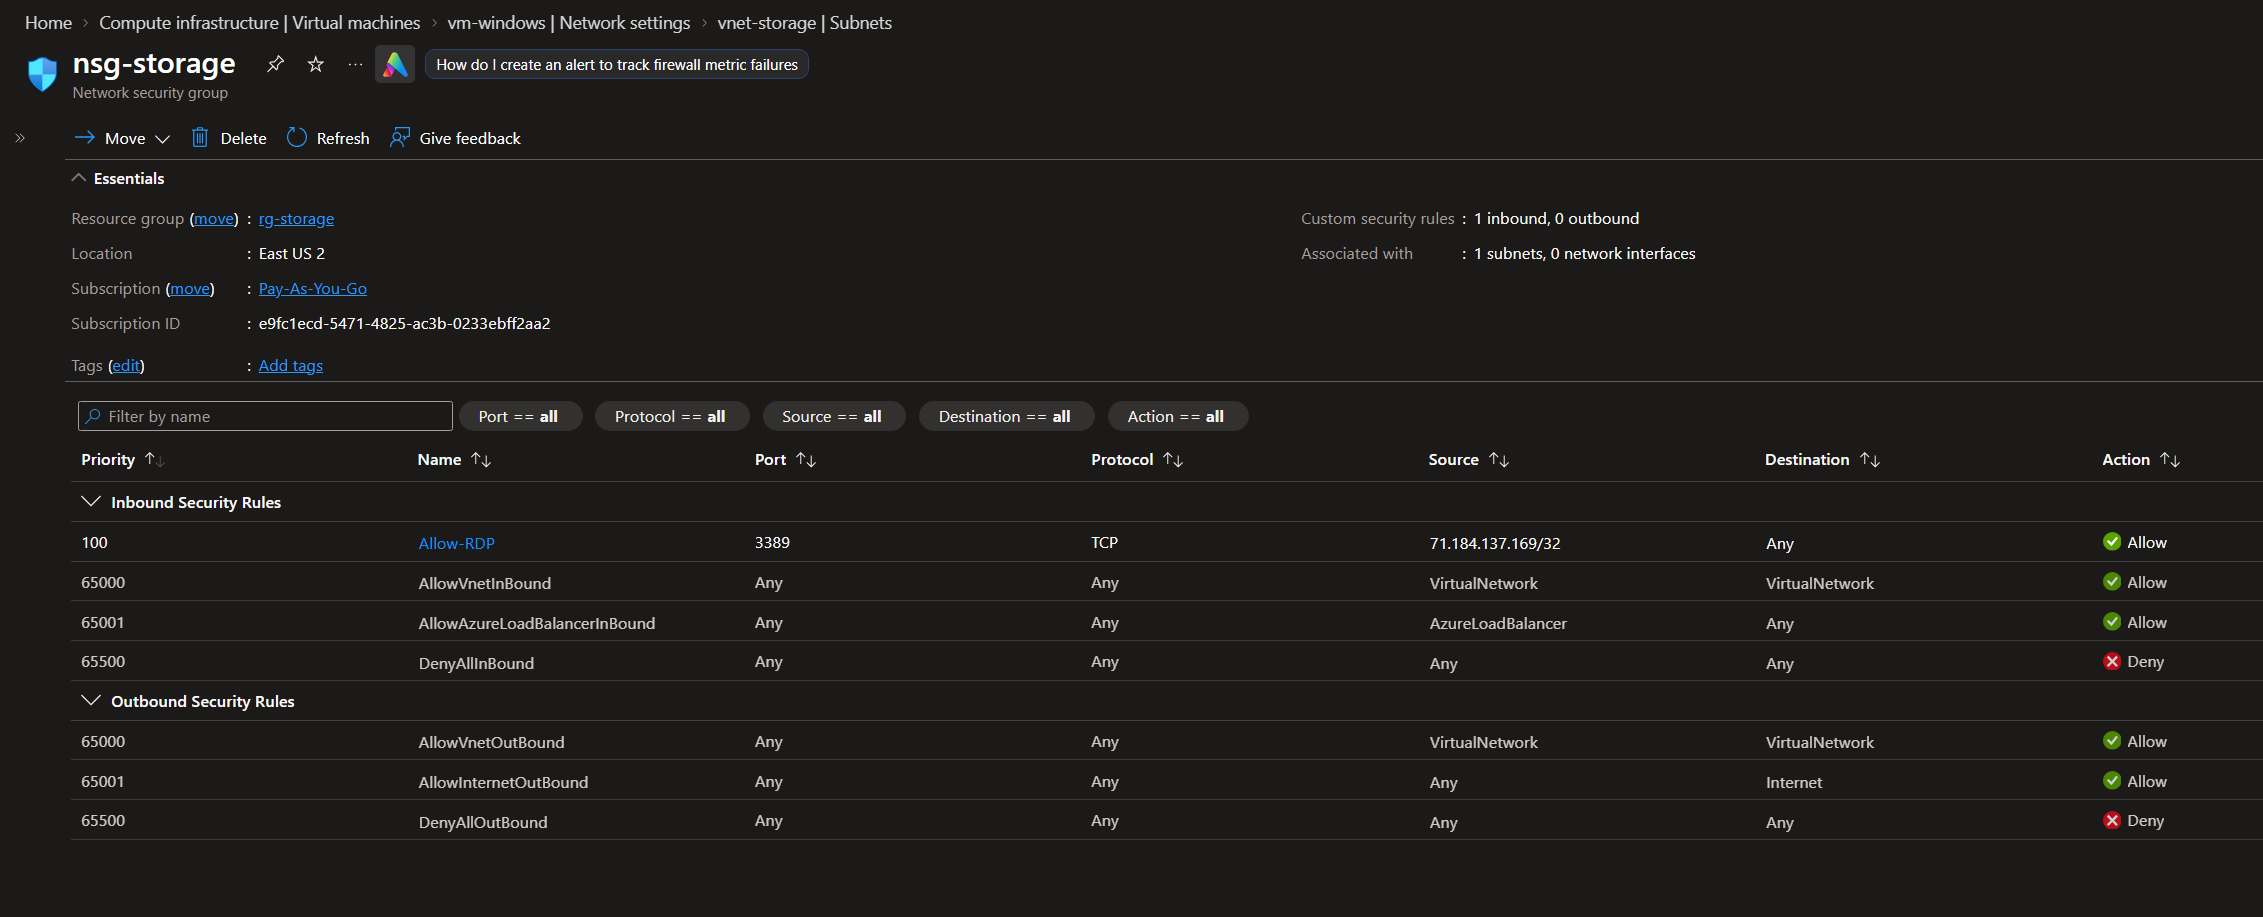 Home > Compute infrastructure | Virtual machines > vm-windows | Network settings > vnet-storage | Subnets
nsg-storage ... How do I create an alert to track firewall metric failures
Network security group
» Move Delete Refresh Give feedback
Essentials
Resource group (move) : rg-storage Custom security rules : 1 inbound, 0 outbound
Location : East US 2 Associated with : 1 subnets, 0 network interfaces
Subscription (move) : Pay-As-You-Go
Subscription ID : e9fc1ecd-5471-4825-ac3b-0233ebff2aa2
Tags (edit) : Add tags
Filter by name Port == all Protocol == all Source == all Destination == all Action == all
Priority ↑↓ Name ↑↓ Port ↑↓ Protocol ↑↓ Source ↑↓ Destination ↑↓ Action ↑↓
Inbound Security Rules
100 Allow-RDP 3389 TCP 71.184.137.169/32 Any Allow
65000 AllowVnetInBound Any Any VirtualNetwork VirtualNetwork Allow
65001 AllowAzureLoadBalancerInBound Any Any AzureLoadBalancer Any Allow
65500 DenyAllInBound Any Any Any Any Deny
Outbound Security Rules
65000 AllowVnetOutBound Any Any VirtualNetwork VirtualNetwork Allow
65001 AllowInternetOutBound Any Any Any Internet Allow
65500 DenyAllOutBound Any Any Any Any Deny